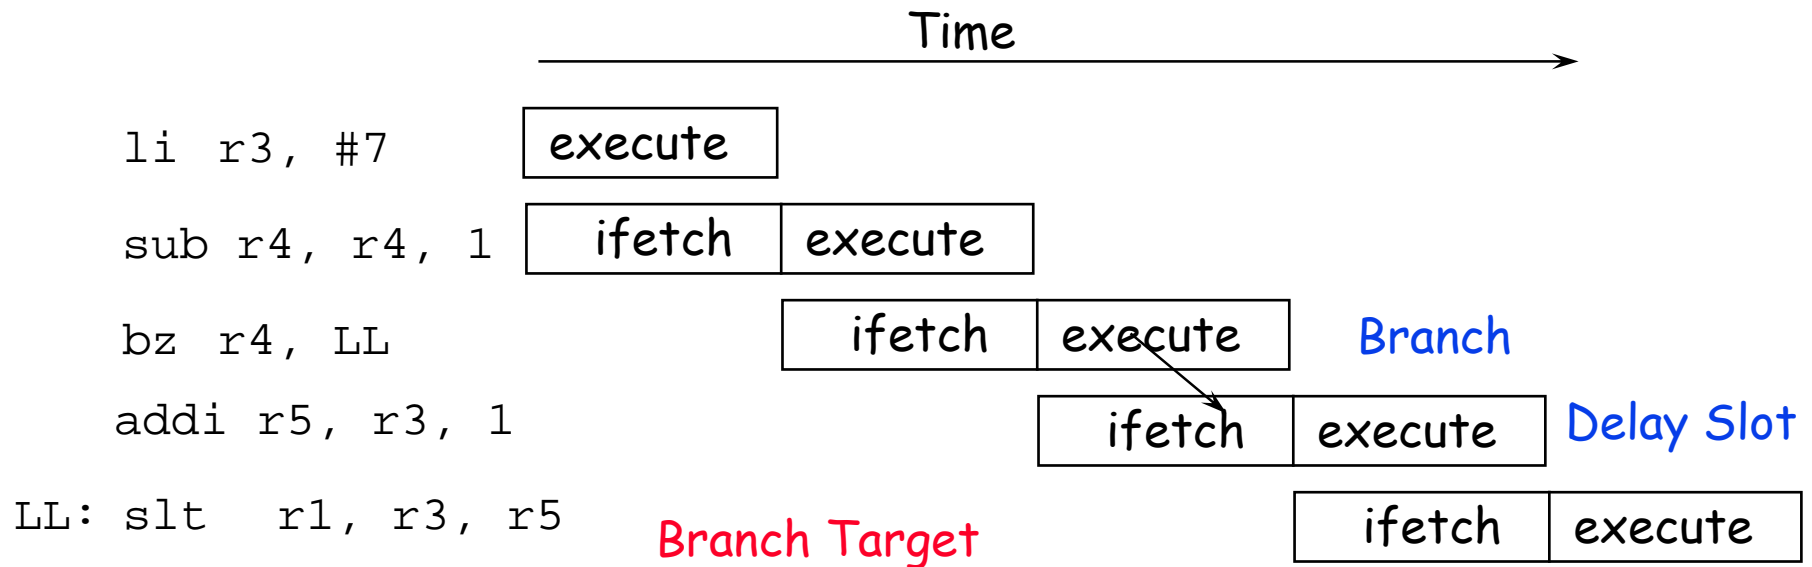 Time
li r3, #7 execute
sub r4, r4, 1 ifetch execute
bz r4, LL ifetch execute Branch
addi r5, r3, 1 ifetch execute Delay Slot
LL: slt r1, r3, r5 ifetch execute
Branch Target